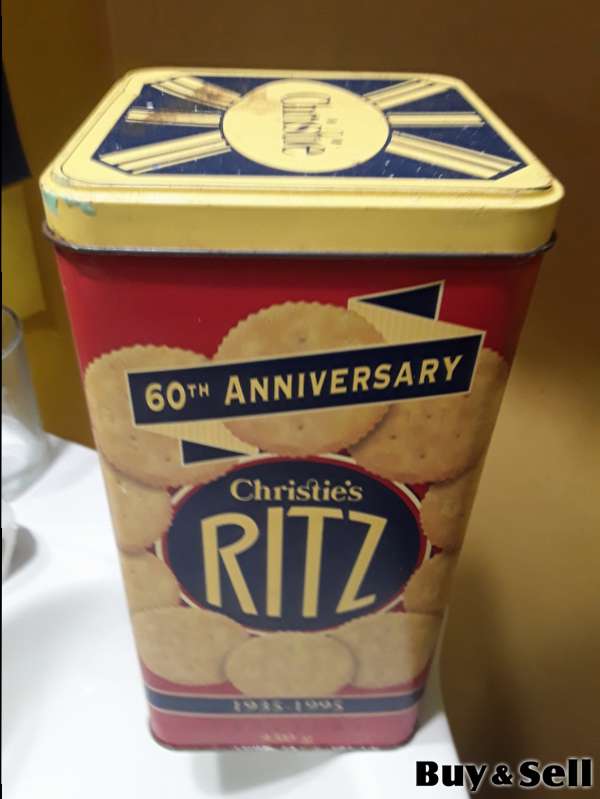 Christie
60TH ANNIVERSARY
Christie's
RITZ
1935-1995
Buy & Sell